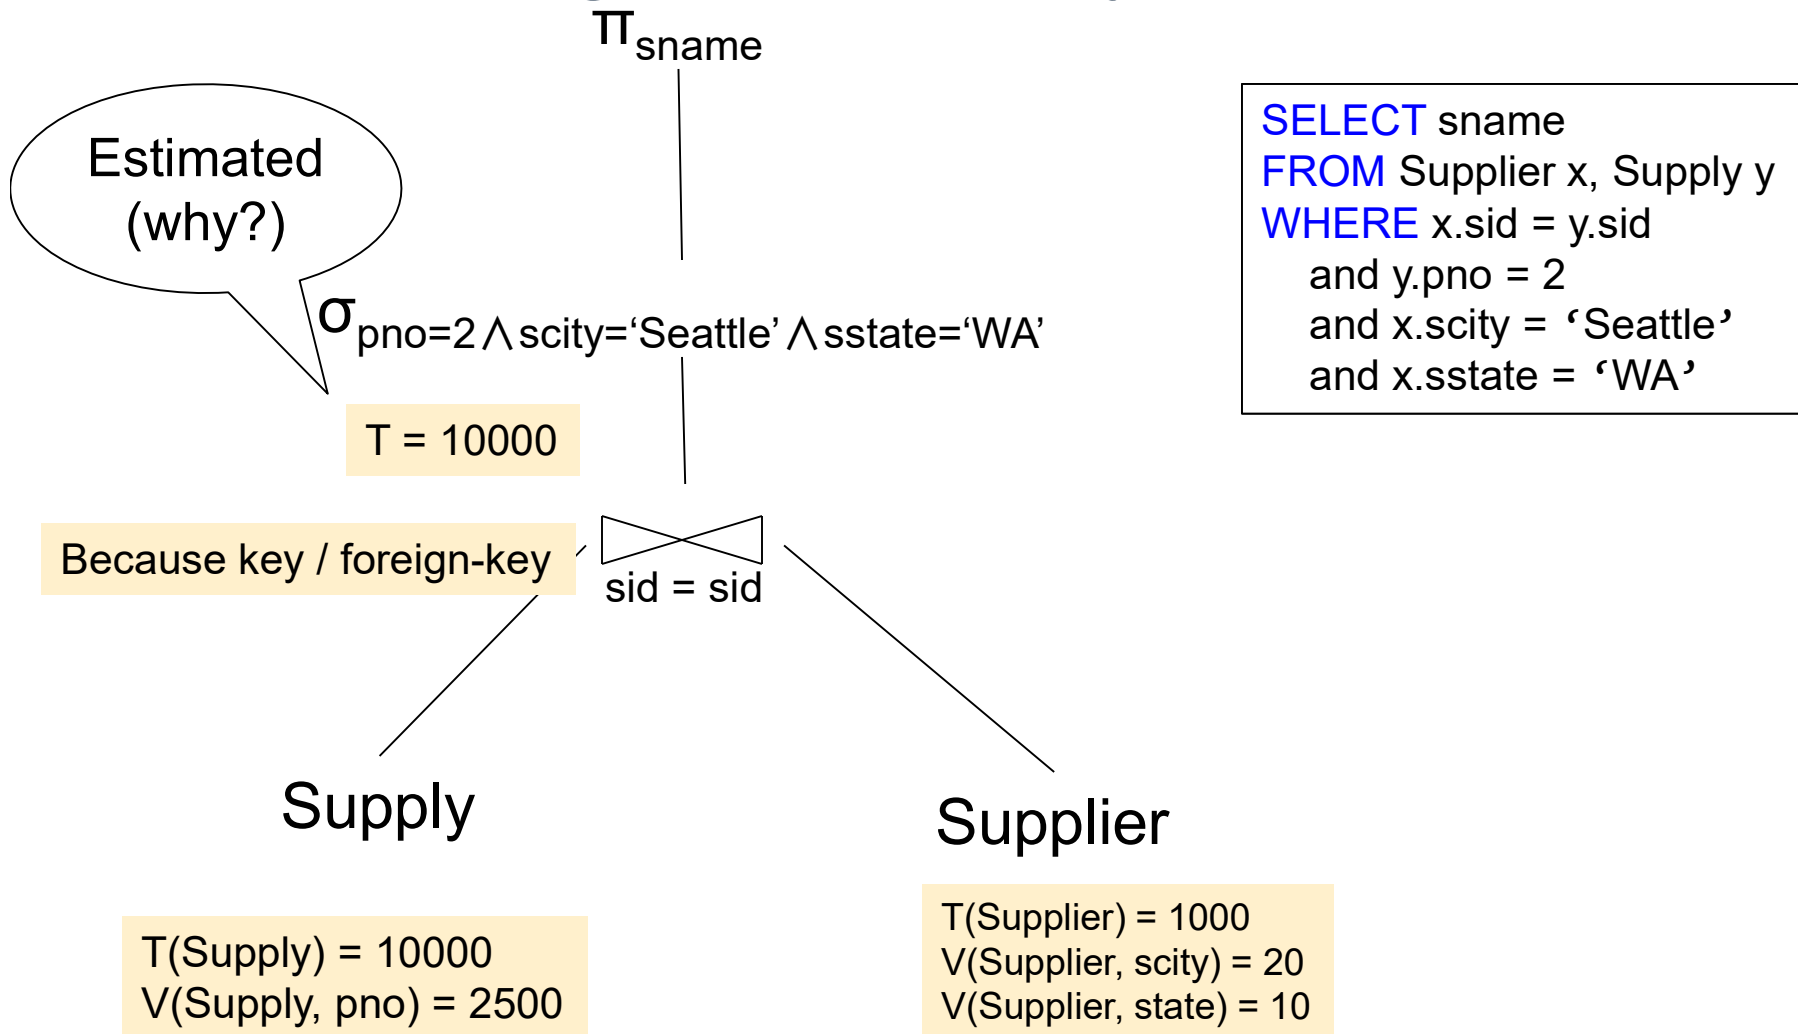 π sname
Estimated
(why?)
SELECT sname
FROM Supplier x, Supply y
WHERE x.sid = y.sid
and y.pno = 2
and x.scity = ‘Seattle’
and x.sstate = ‘WA’
σ pno=2 ∧ scity=‘Seattle’ ∧ sstate=‘WA’
T = 10000
Because key / foreign-key
sid = sid
Supply
Supplier
T(Supply) = 10000
V(Supply, pno) = 2500
T(Supplier) = 1000
V(Supplier, scity) = 20
V(Supplier, state) = 10